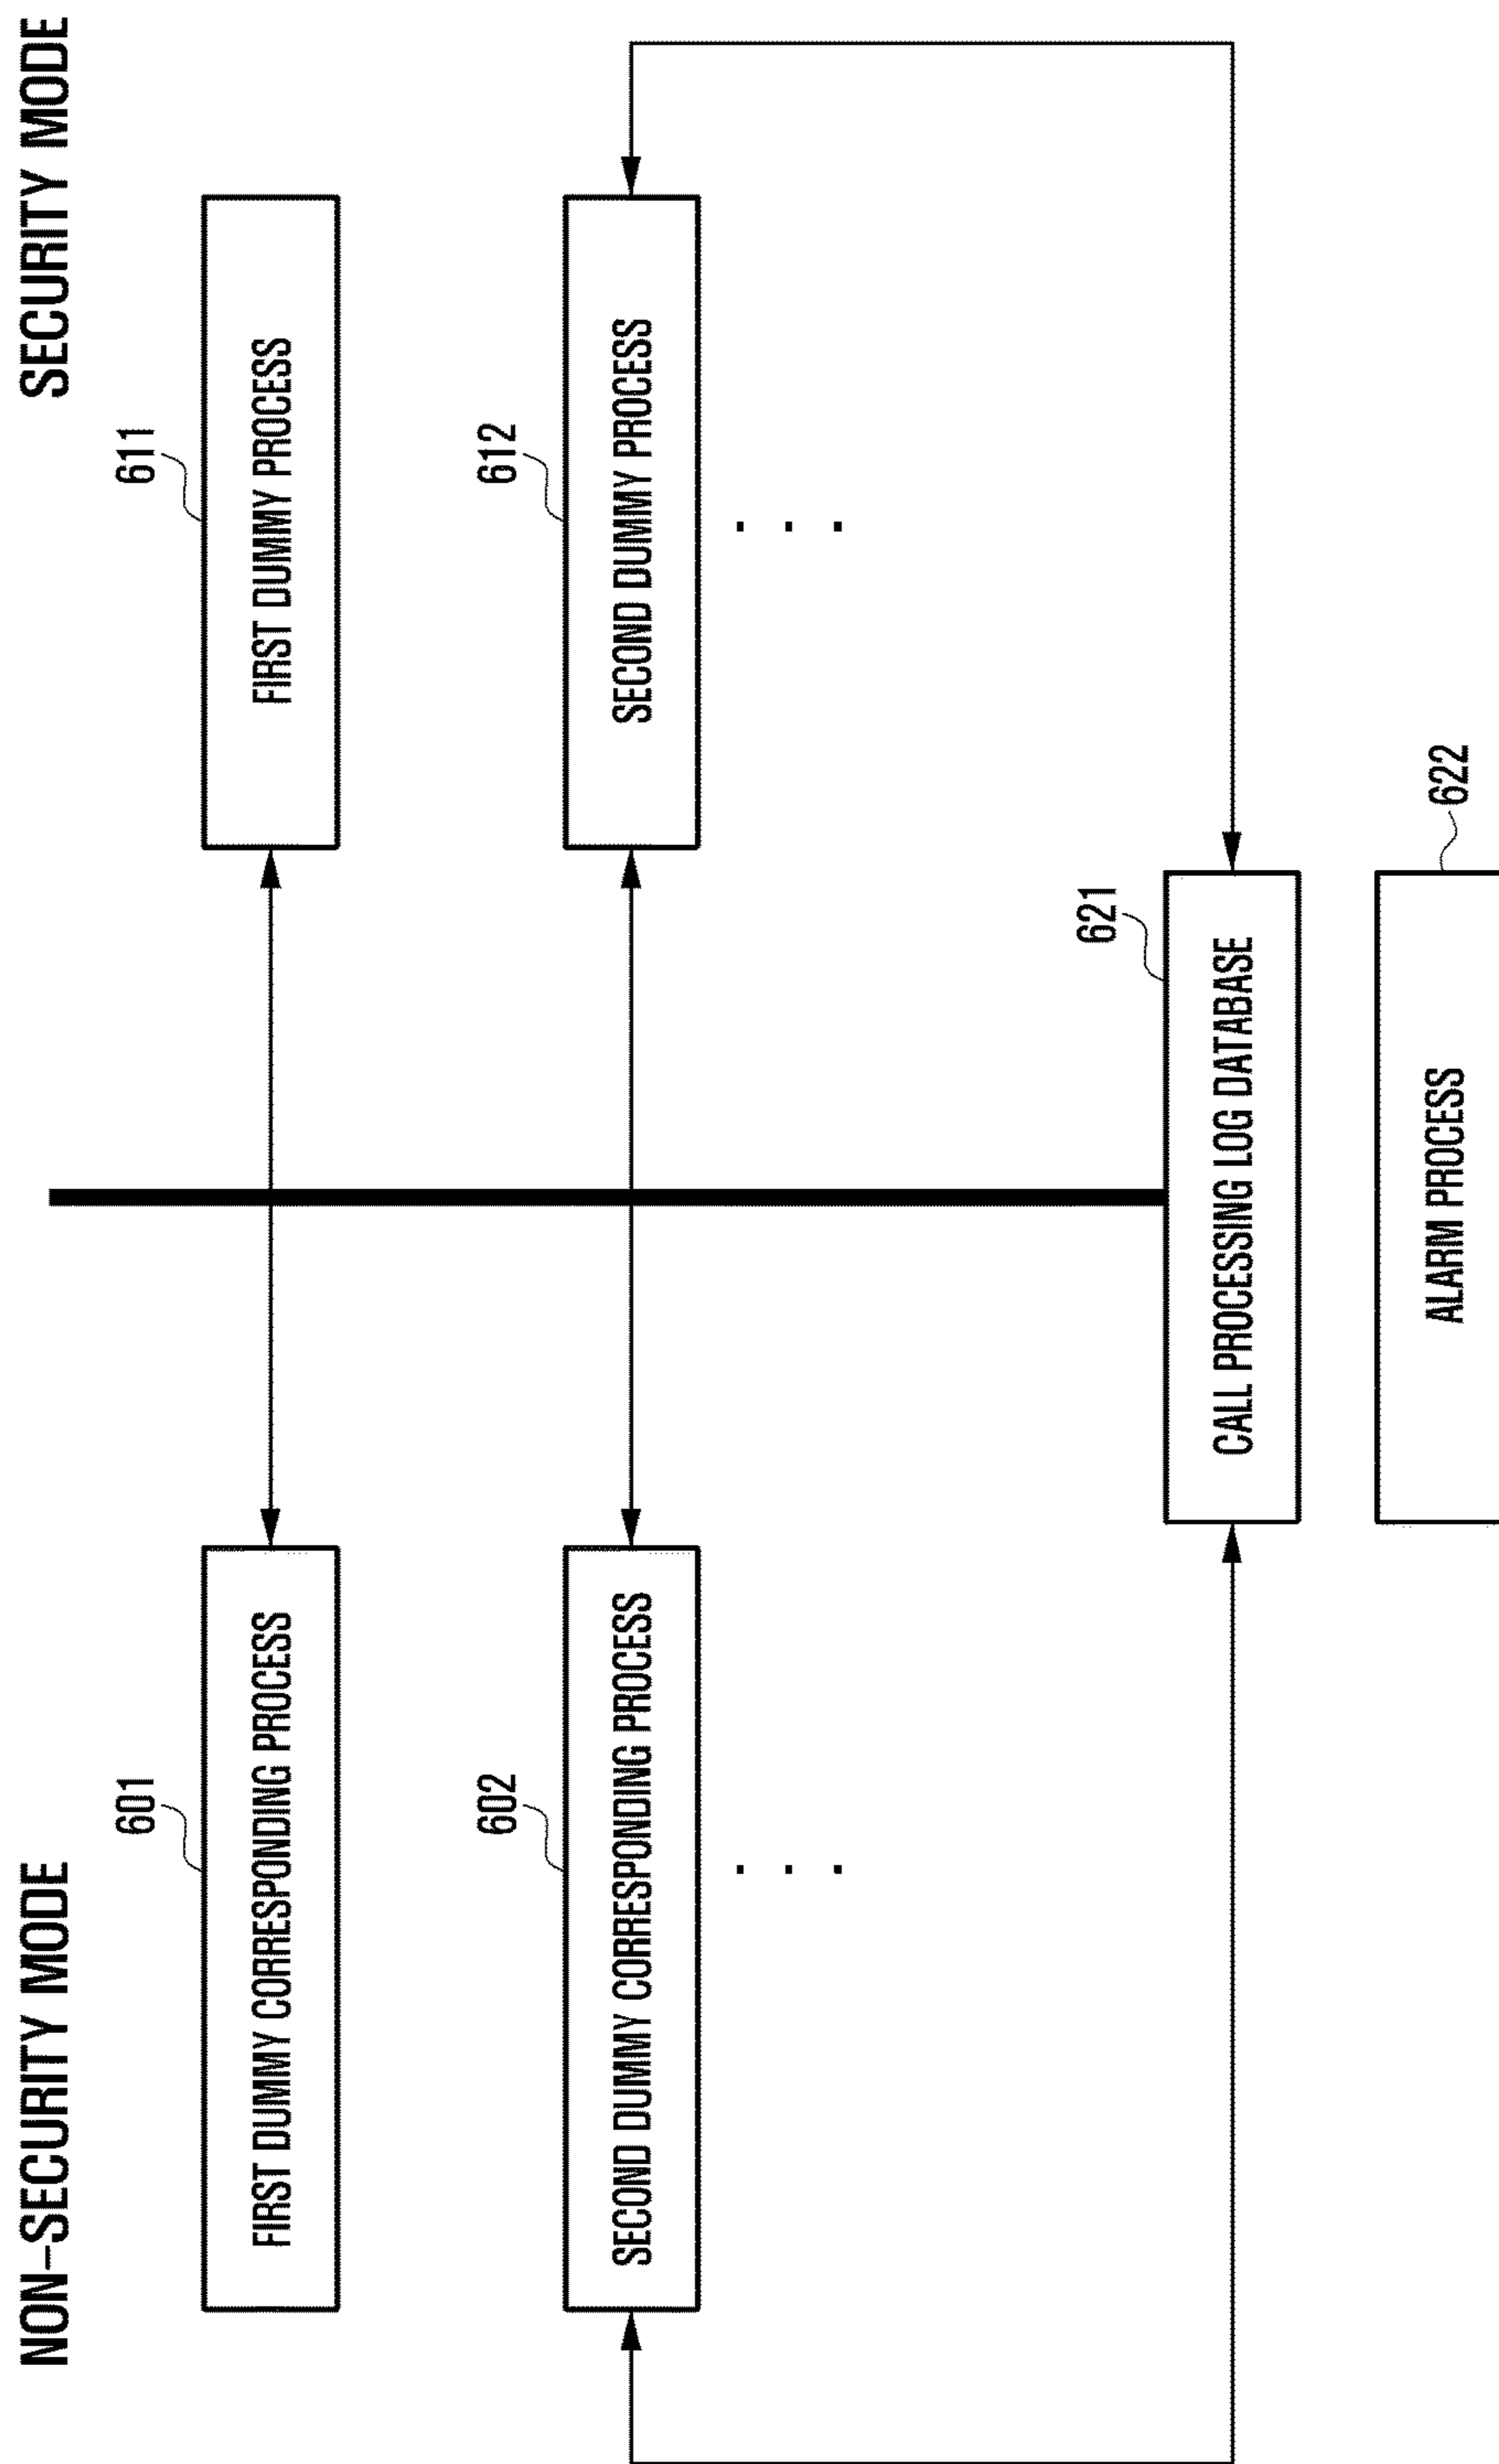 NON-SECURITY MODE
SECURITY MODE
601
611
FIRST DUMMY CORRESPONDING PROCESS
FIRST DUMMY PROCESS
602
612
SECOND DUMMY CORRESPONDING PROCESS
SECOND DUMMY PROCESS
. . .
. . .
621
CALL PROCESSING LOG DATABASE
622
ALARM PROCESS